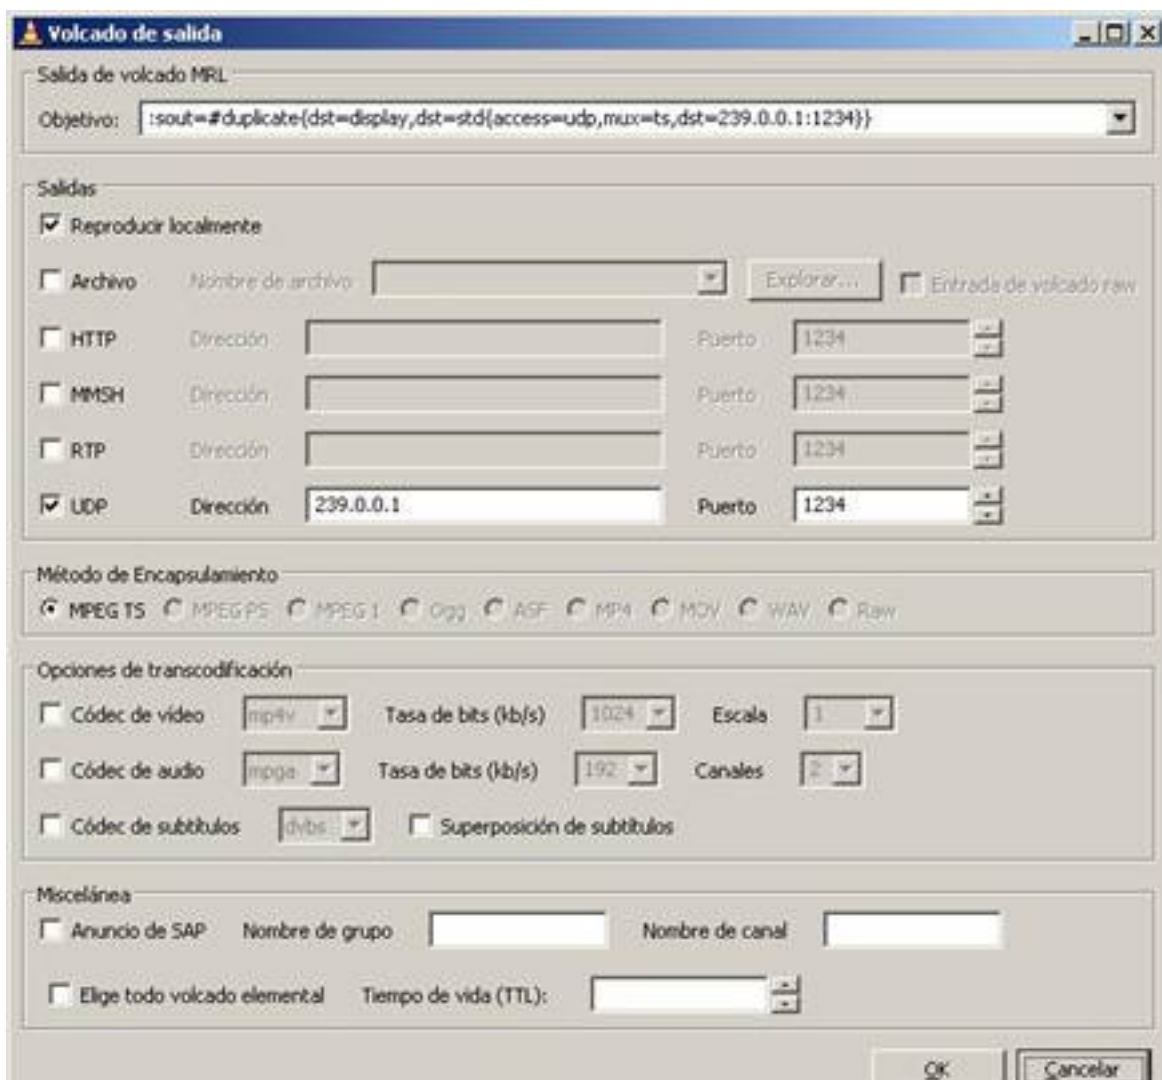 Volcado de salida
Salida de volcado MRL
Objetivo: :sout=#duplicate{dst=display,dst=std{access=udp,mux=ts,dst=239.0.0.1:1234}}
Salidas
Reproducir localmente
Archivo Nombre de archivo Explorar... Entrada de volcado raw
HTTP Dirección Puerto 1234
MMSH Dirección Puerto 1234
RTP Dirección Puerto 1234
UDP Dirección 239.0.0.1 Puerto 1234
Método de Encapsulamiento
MPEG TS MPEG PS MPEG 1 Ogg ASF MP4 MOV WAV Raw
Opciones de transcodificación
Códec de vídeo mp4v Tasa de bits (kb/s) 1024 Escala 1
Códec de audio mpga Tasa de bits (kb/s) 192 Canales 2
Códec de subtítulos dvbs Superposición de subtítulos
Miscelánea
Anuncio de SAP Nombre de grupo Nombre de canal
Elige todo volcado elemental Tiempo de vida (TTL):
OK Cancelar